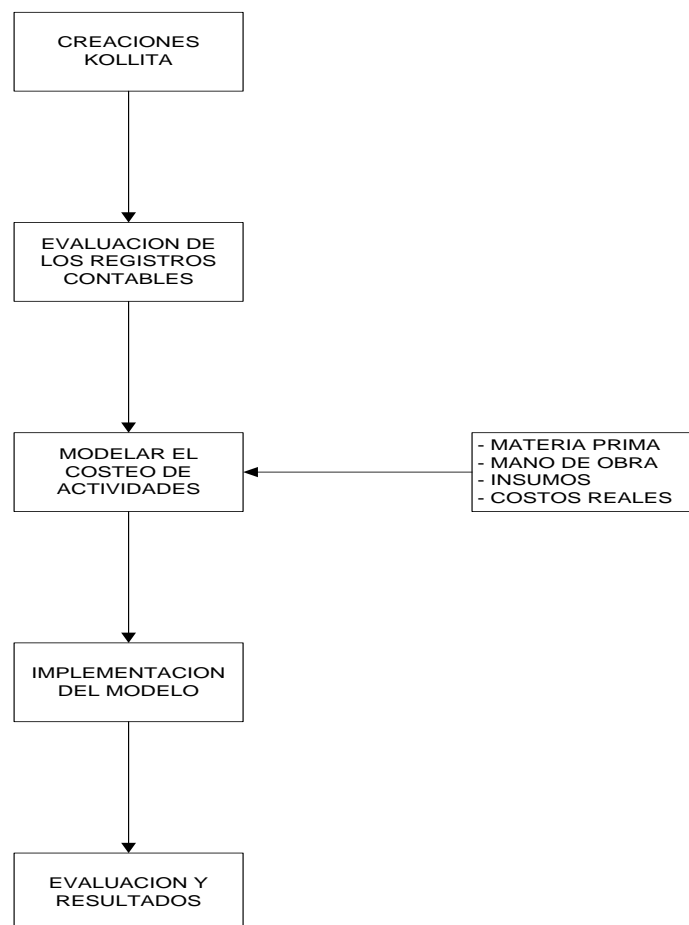 CREACIONES
KOLLITA
EVALUACION DE
LOS REGISTROS
CONTABLES
MODELAR EL
COSTEO DE
ACTIVIDADES
- MATERIA PRIMA
- MANO DE OBRA
- INSUMOS
- COSTOS REALES
IMPLEMENTACION
DEL MODELO
EVALUACION Y
RESULTADOS